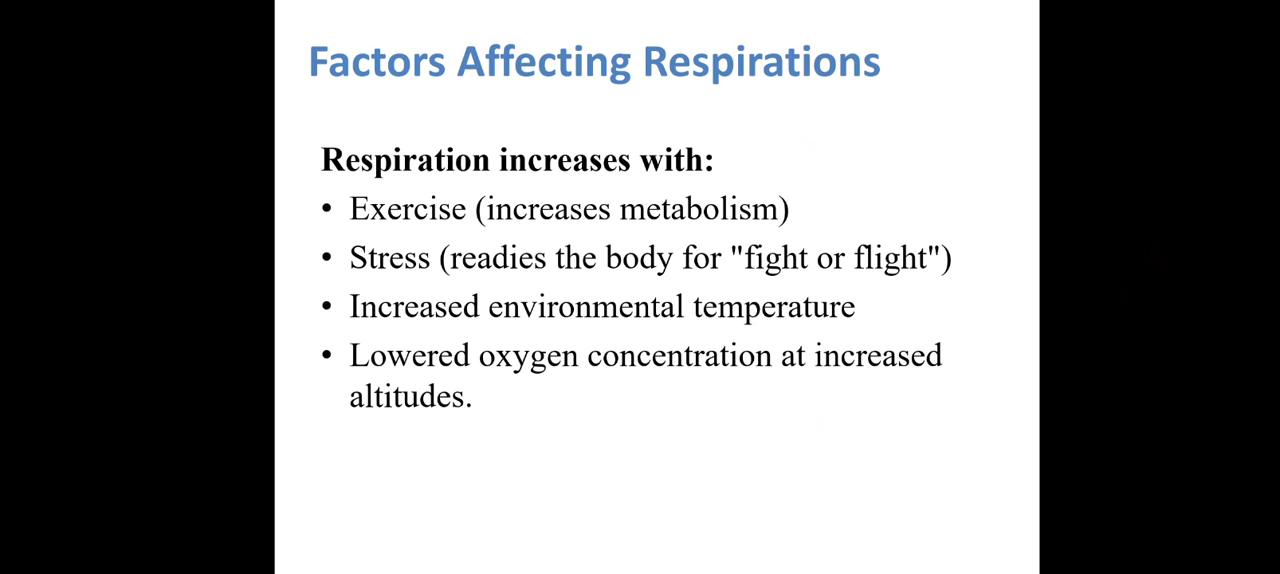 Factors Affecting Respirations
Respiration increases with:
• Exercise (increases metabolism)
• Stress (readies the body for "fight or flight")
• Increased environmental temperature
• Lowered oxygen concentration at increased
altitudes.